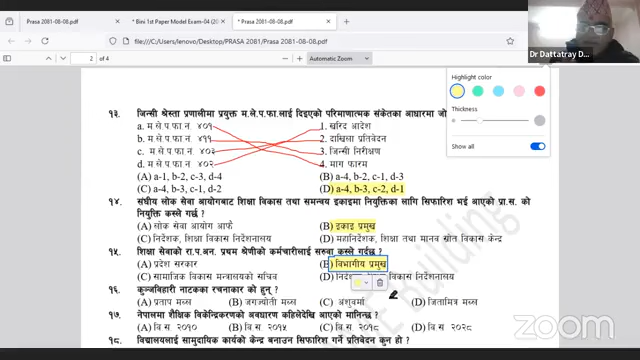 Prasa 2081-08-08.pdf
Bini 1st Paper Model Exam-04 (2081
Prasa 2081-08-08.pdf
file:///C:/Users/lenovo/Desktop/PRASA 2081/Prasa 2081-08-08.pdf
2 of 4
Automatic Zoom
Dr Dattatray D...
Highlight color
Thickness
Show all
१३. जिन्सी श्रेस्ता प्रणालीमा प्रयुक्त म.ले.प.फा.लाई दिइएको परिमाणात्मक संकेतका आधारमा जो
a. म.ले.प.फा.न. ४०१ 1. खरिद आदेश
b. म.ले.प.फा.न. ४११ 2. दाखिला प्रतिवेदन
c. म.ले.प.फा.न. ४०३ 3. जिन्सी निरीक्षण
d. म.ले.प.फा.न. ४०२ 4. माग फारम
(A) a-1, b-2, c-3, d-4 (B) a-4, b-2, c-1, d-3
(C) a-4, b-3, c-1, d-2 (D) a-4, b-3, c-2, d-1
१४. संघीय लोक सेवा आयोगबाट शिक्षा विकास तथा समन्वय इकाइमा नियुक्तिका लागि सिफारिश भई आएको प्रा.स. को
नियुक्ति कस्ले गर्छ ?
(A) लोक सेवा आयोग आफै (B) इकाइ प्रमुख
(C) निर्देशक, शिक्षा विकास निर्देशनालय (D) महानिर्देशक, शिक्षा तथा मानव स्रोत विकास केन्द्र
१५. शिक्षा सेवाको रा.प.अन. प्रथम श्रेणीको कर्मचारीलाई सरुवा कस्ले गर्दछ ?
(A) प्रदेश सरकार (B) विभागीय प्रमुख
(C) सामाजिक विकास मन्त्रालयको सचिव (D) निर्देशक, शिक्षा विकास निर्देशनालय
१६. कुञ्जविहारी नाटकका रचनाकार को हुन् ?
(A) प्रताप मल्ल (B) जगज्योती मल्ल (C) अंशुवर्मा (D) जितामित्र मल्ल
१७. नेपालमा शैक्षिक विकेन्द्रिकरणको अवधारणा कहिलेदेखि आएको मानिन्छ ?
(A) वि.स. २०१० (B) वि.स. २०१५ (C) वि.स. २०१८ (D) वि.स. २०२८
१८. विद्यालयलाई सामुदायिक कार्यको केन्द्र बनाउन सिफारिश गर्ने प्रतिवेदन कुन हो ?
E Building
zoom